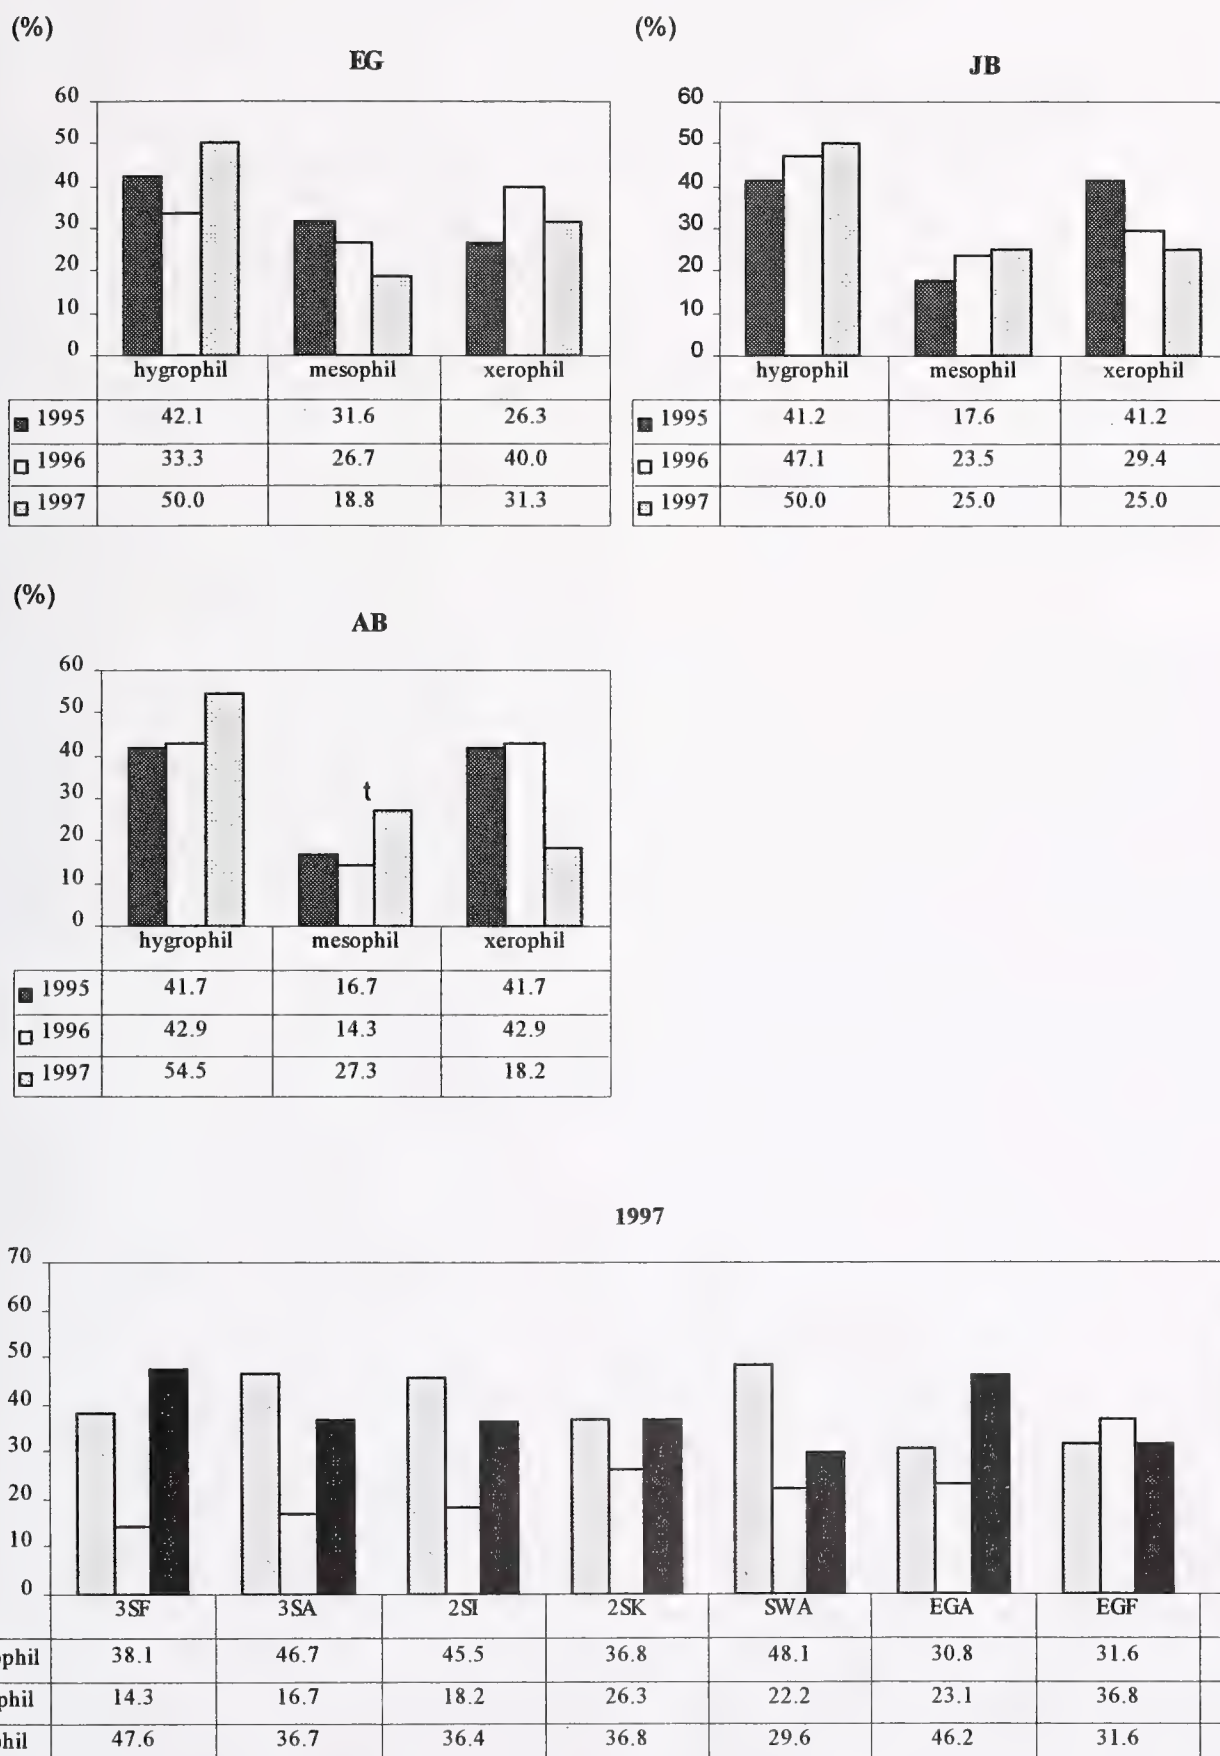 (%)
EG
60
50
40
30
20
10
0
hygrophil mesophil xerophil
1995 42.1 31.6 26.3
1996 33.3 26.7 40.0
1997 50.0 18.8 31.3
(%)
JB
60
50
40
30
20
10
0
hygrophil mesophil xerophil
1995 41.2 17.6 41.2
1996 47.1 23.5 29.4
1997 50.0 25.0 25.0
(%)
AB
60
50
40
30
20
10
0
t
hygrophil mesophil xerophil
1995 41.7 16.7 41.7
1996 42.9 14.3 42.9
1997 54.5 27.3 18.2
1997
70
60
50
40
30
20
10
0
3SF 3SA 2SI 2SK SWA EGA EGF
ophil 38.1 46.7 45.5 36.8 48.1 30.8 31.6
phil 14.3 16.7 18.2 26.3 22.2 23.1 36.8
hil 47.6 36.7 36.4 36.8 29.6 46.2 31.6